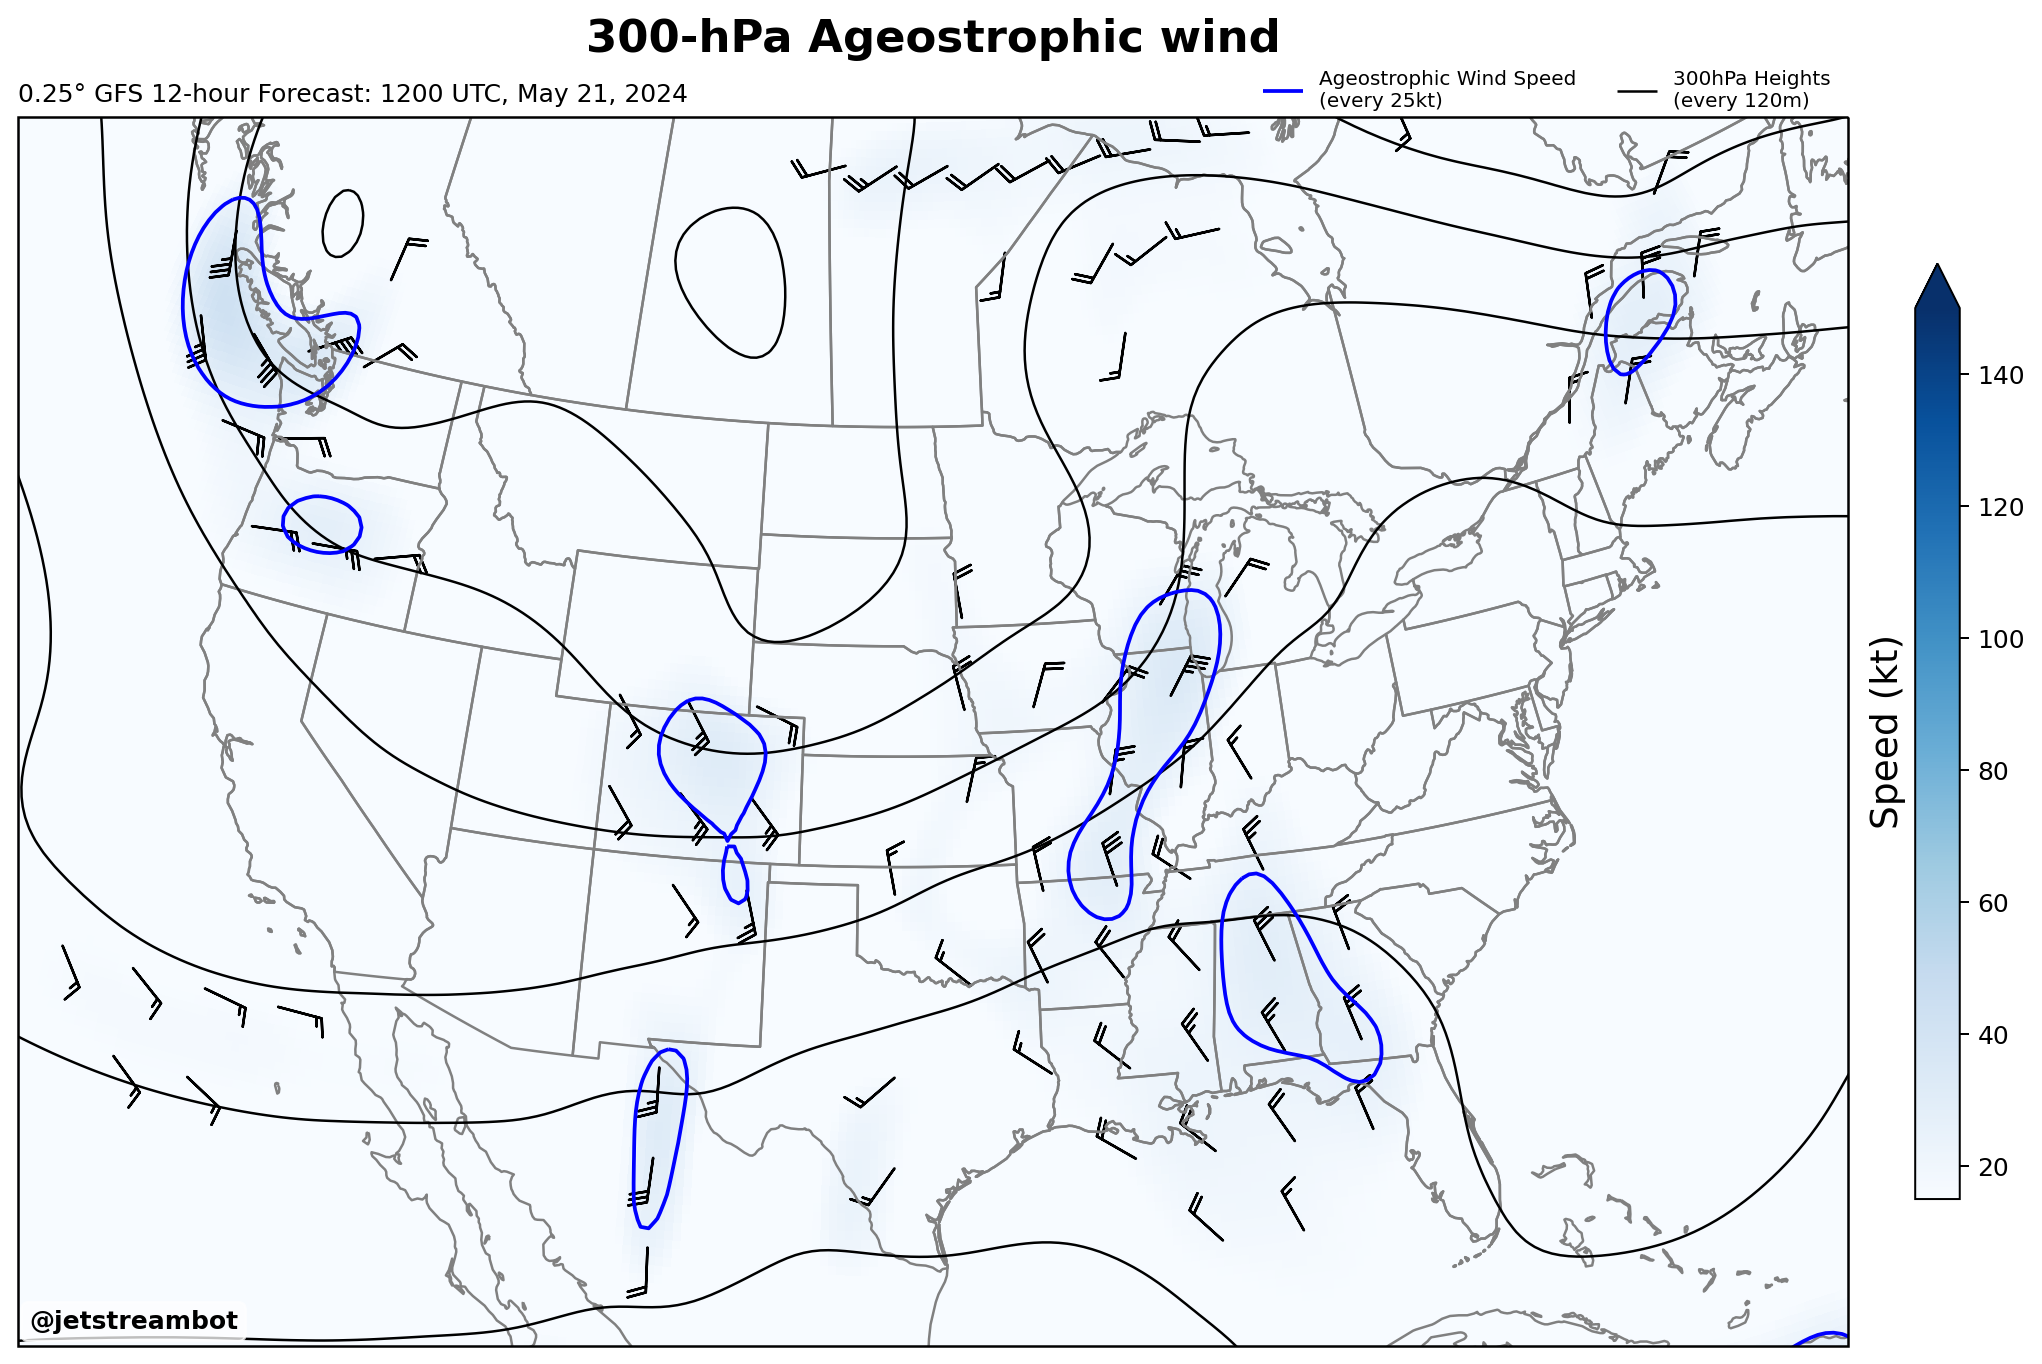 300-hPa Ageostrophic wind
0.25° GFS 12-hour Forecast: 1200 UTC, May 21, 2024
Ageostrophic Wind Speed
(every 25kt)
300hPa Heights
(every 120m)
140
120
100
80
60
40
20
Speed (kt)
@jetstreambot